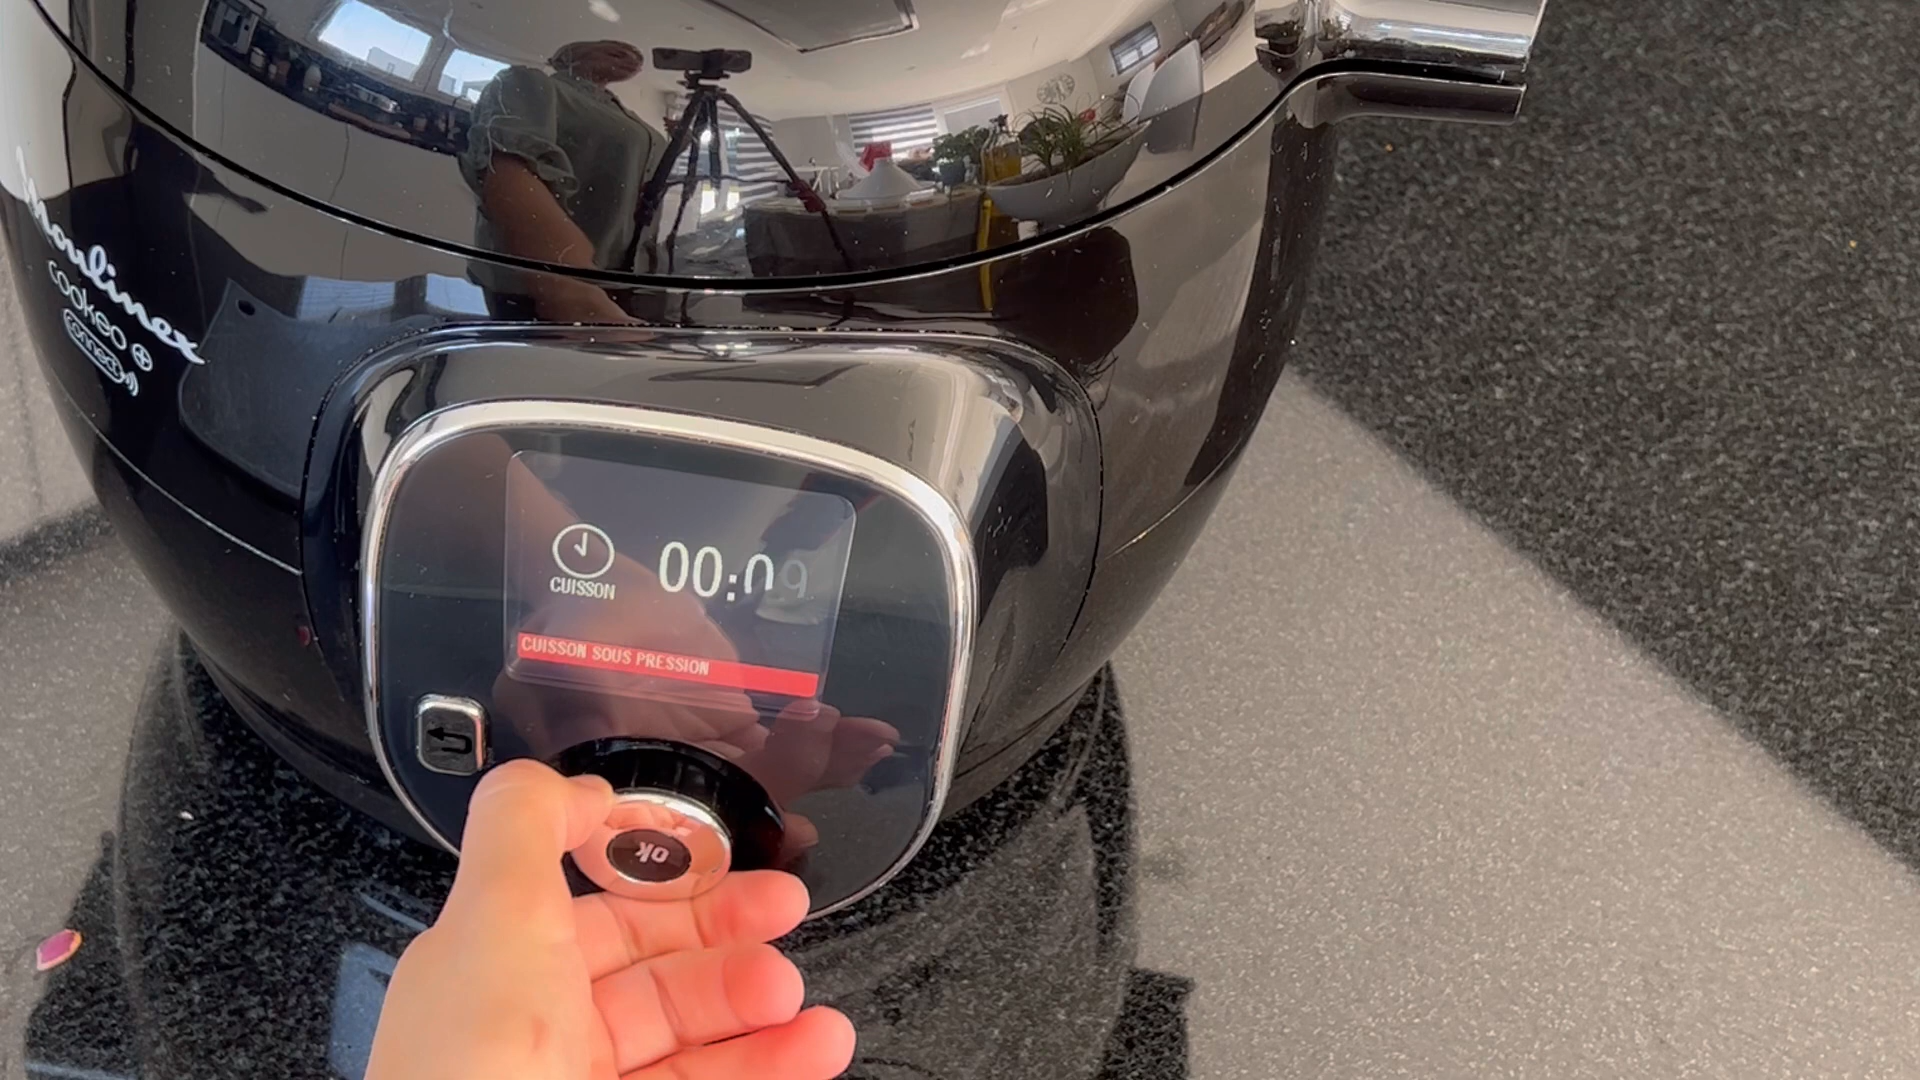 Moulinex
cookeo
connect
CUISSON
00:09
CUISSON SOUS PRESSION
ok